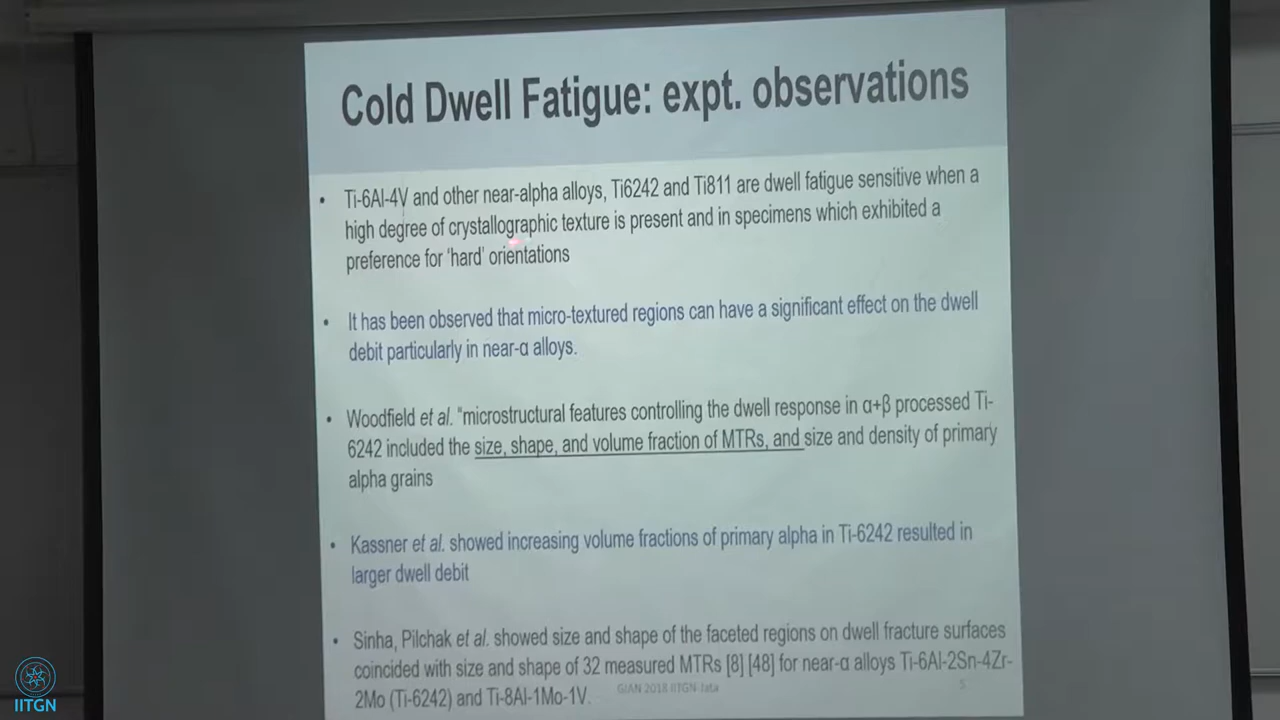 Cold Dwell Fatigue: expt. observations
• Ti-6Al-4V and other near-alpha alloys, Ti6242 and Ti811 are dwell fatigue sensitive when a
high degree of crystallographic texture is present and in specimens which exhibited a
preference for 'hard' orientations
• It has been observed that micro-textured regions can have a significant effect on the dwell
debit particularly in near-α alloys.
• Woodfield et al. "microstructural features controlling the dwell response in α+β processed Ti-
6242 included the size, shape, and volume fraction of MTRs, and size and density of primary
alpha grains
• Kassner et al. showed increasing volume fractions of primary alpha in Ti-6242 resulted in
larger dwell debit
• Sinha, Pilchak et al. showed size and shape of the faceted regions on dwell fracture surfaces
coincided with size and shape of 32 measured MTRs [8] [48] for near-α alloys Ti-6Al-2Sn-4Zr-
2Mo (Ti-6242) and Ti-8Al-1Mo-1V.
GIAN 2018 IITGN-Jata
5
IITGN